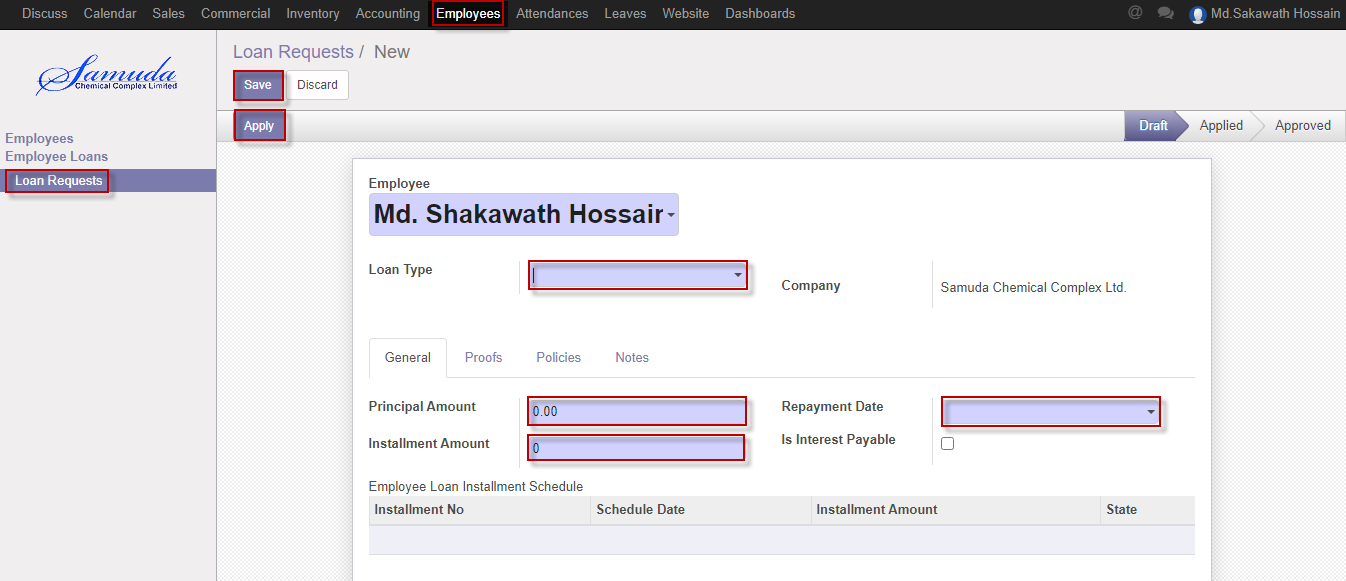 Discuss Calendar Sales Commercial Inventory Accounting Employees Attendances Leaves Website Dashboards @ Md.Sakawath Hossain
Samuda
Chemical Complex Limited
Loan Requests / New
Save Discard
Apply
Draft Applied Approved
Employees
Employee Loans
Loan Requests
Employee
Md. Shakawath Hossair
Loan Type
Company Samuda Chemical Complex Ltd.
General Proofs Policies Notes
Principal Amount 0.00 Repayment Date
Installment Amount 0 Is Interest Payable
Employee Loan Installment Schedule
Installment No Schedule Date Installment Amount State